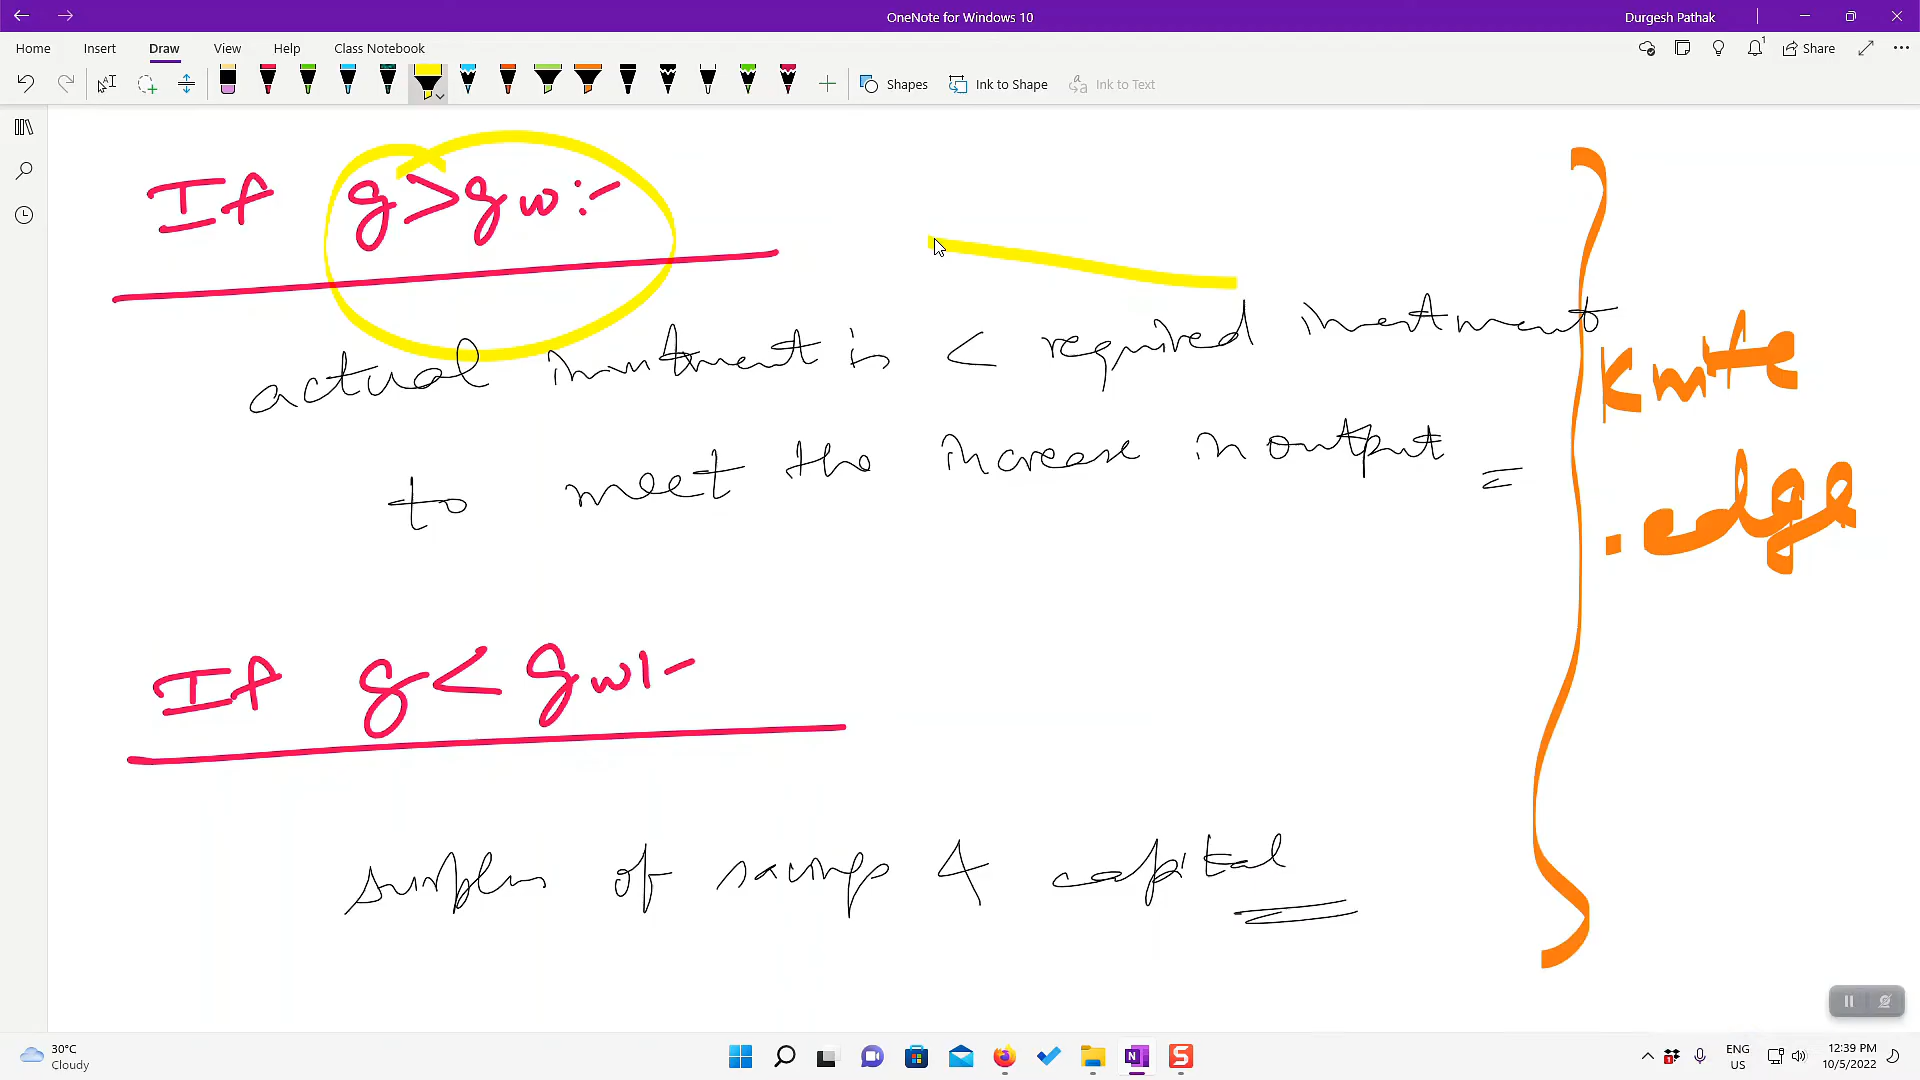 OneNote for Windows 10
Durgesh Pathak
Home Insert Draw View Help Class Notebook
Share
Shapes Ink to Shape Ink to Text
If g > gw :-
actual investment is < required investment
to meet the increase in output =
knife
edge
If g < gw :-
surplus of savings & capital
30°C
Cloudy
ENG
US
12:39 PM
10/5/2022